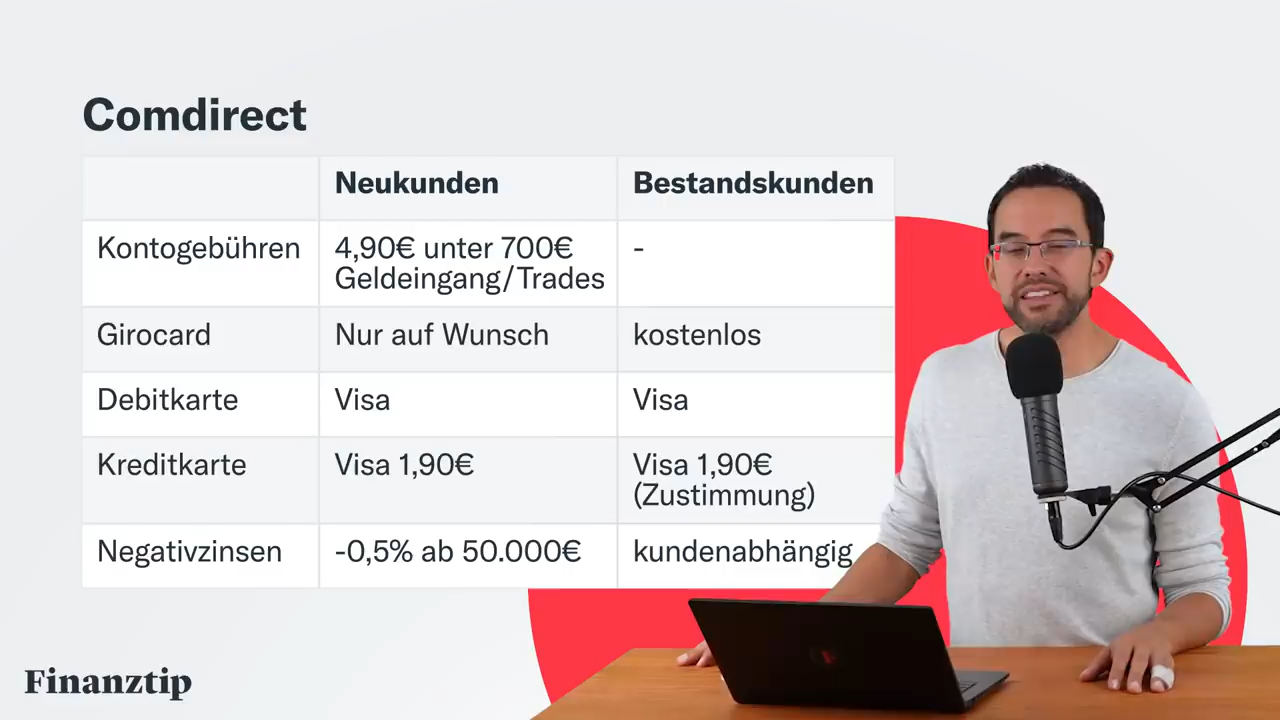 Comdirect
Neukunden Bestandskunden
Kontogebühren 4,90€ unter 700€ -
Geldeingang/Trades
Girocard Nur auf Wunsch kostenlos
Debitkarte Visa Visa
Kreditkarte Visa 1,90€ Visa 1,90€
(Zustimmung)
Negativzinsen -0,5% ab 50.000€ kundenabhängig
Finanztip